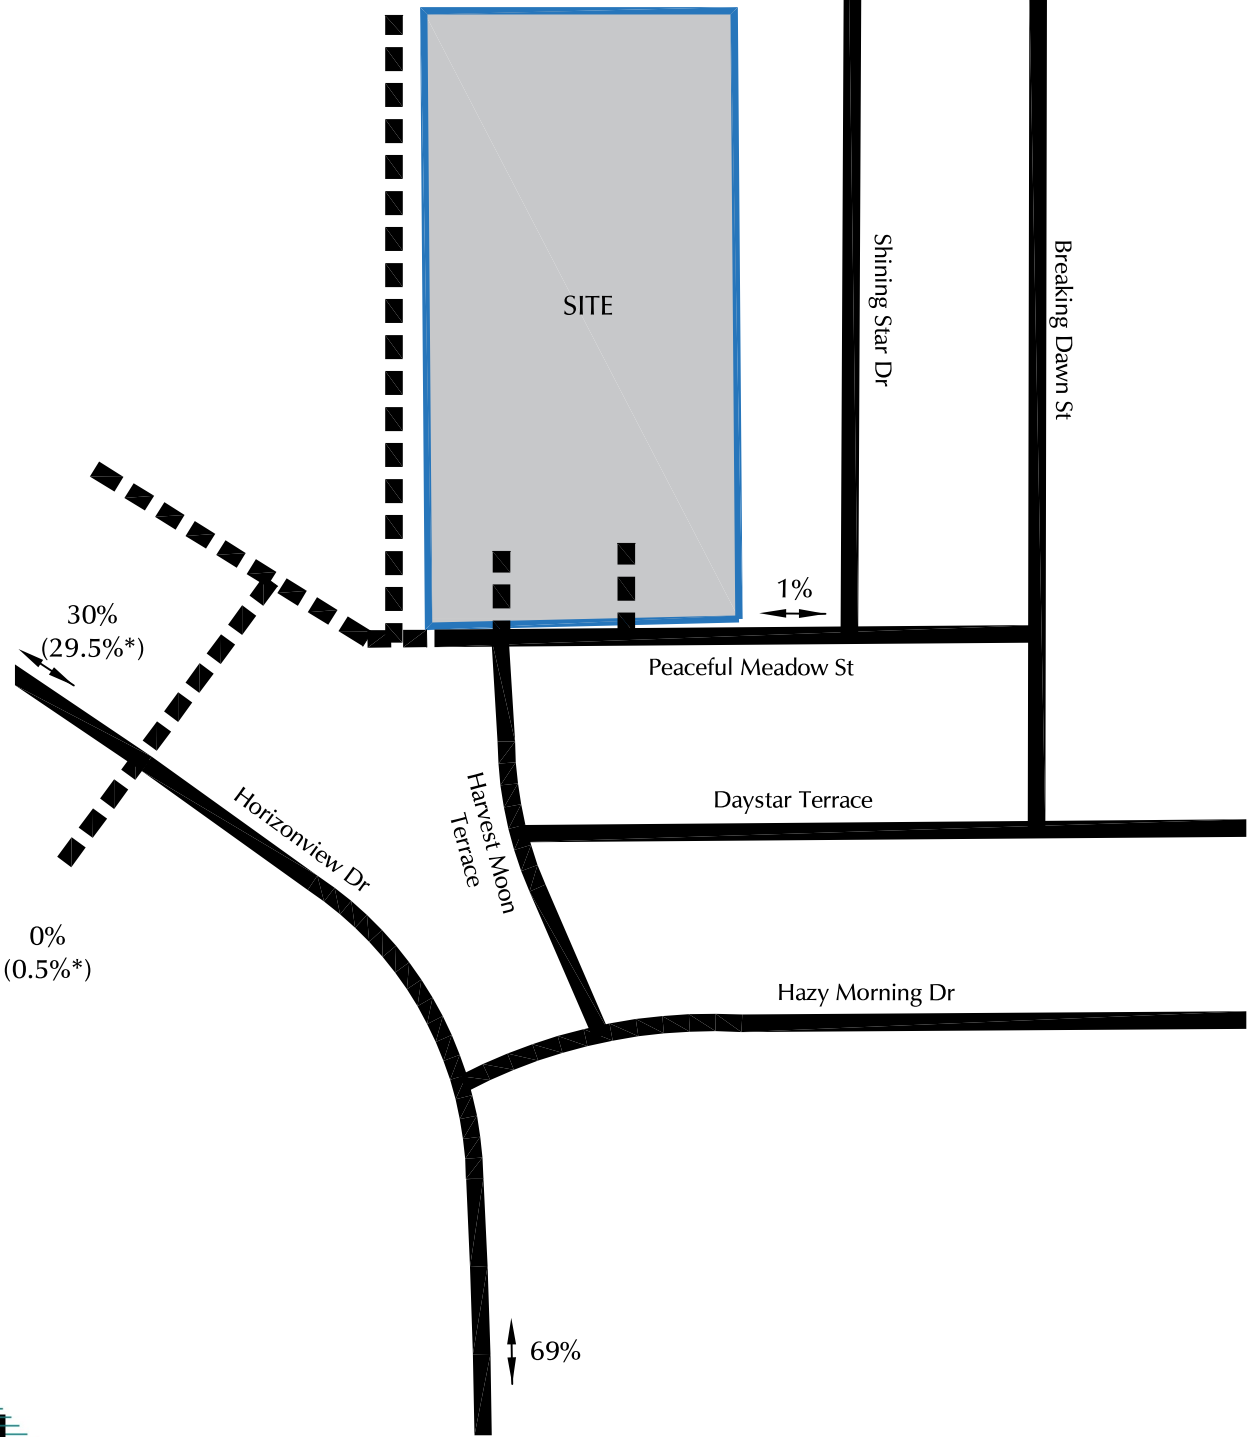 SITE
Shining Star Dr
Breaking Dawn St
1%
30%
(29.5%*)
Peaceful Meadow St
Harvest Moon
Terrace
Daystar Terrace
Horizonview Dr
0%
(0.5%*)
Hazy Morning Dr
69%